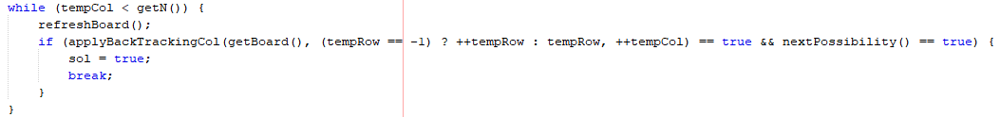 while (tempCol < getN()) {
    refreshBoard();
    if (applyBackTrackingCol(getBoard(), (tempRow == -1) ? ++tempRow : tempRow, ++tempCol) == true && nextPossibility() == true) {
        sol = true;
        break;
    }
}